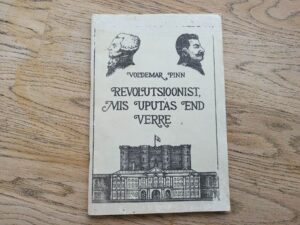 VOLDEMAR PINN
REVOLUTSIOONIST,
MIS UPUTAS END
VERRE